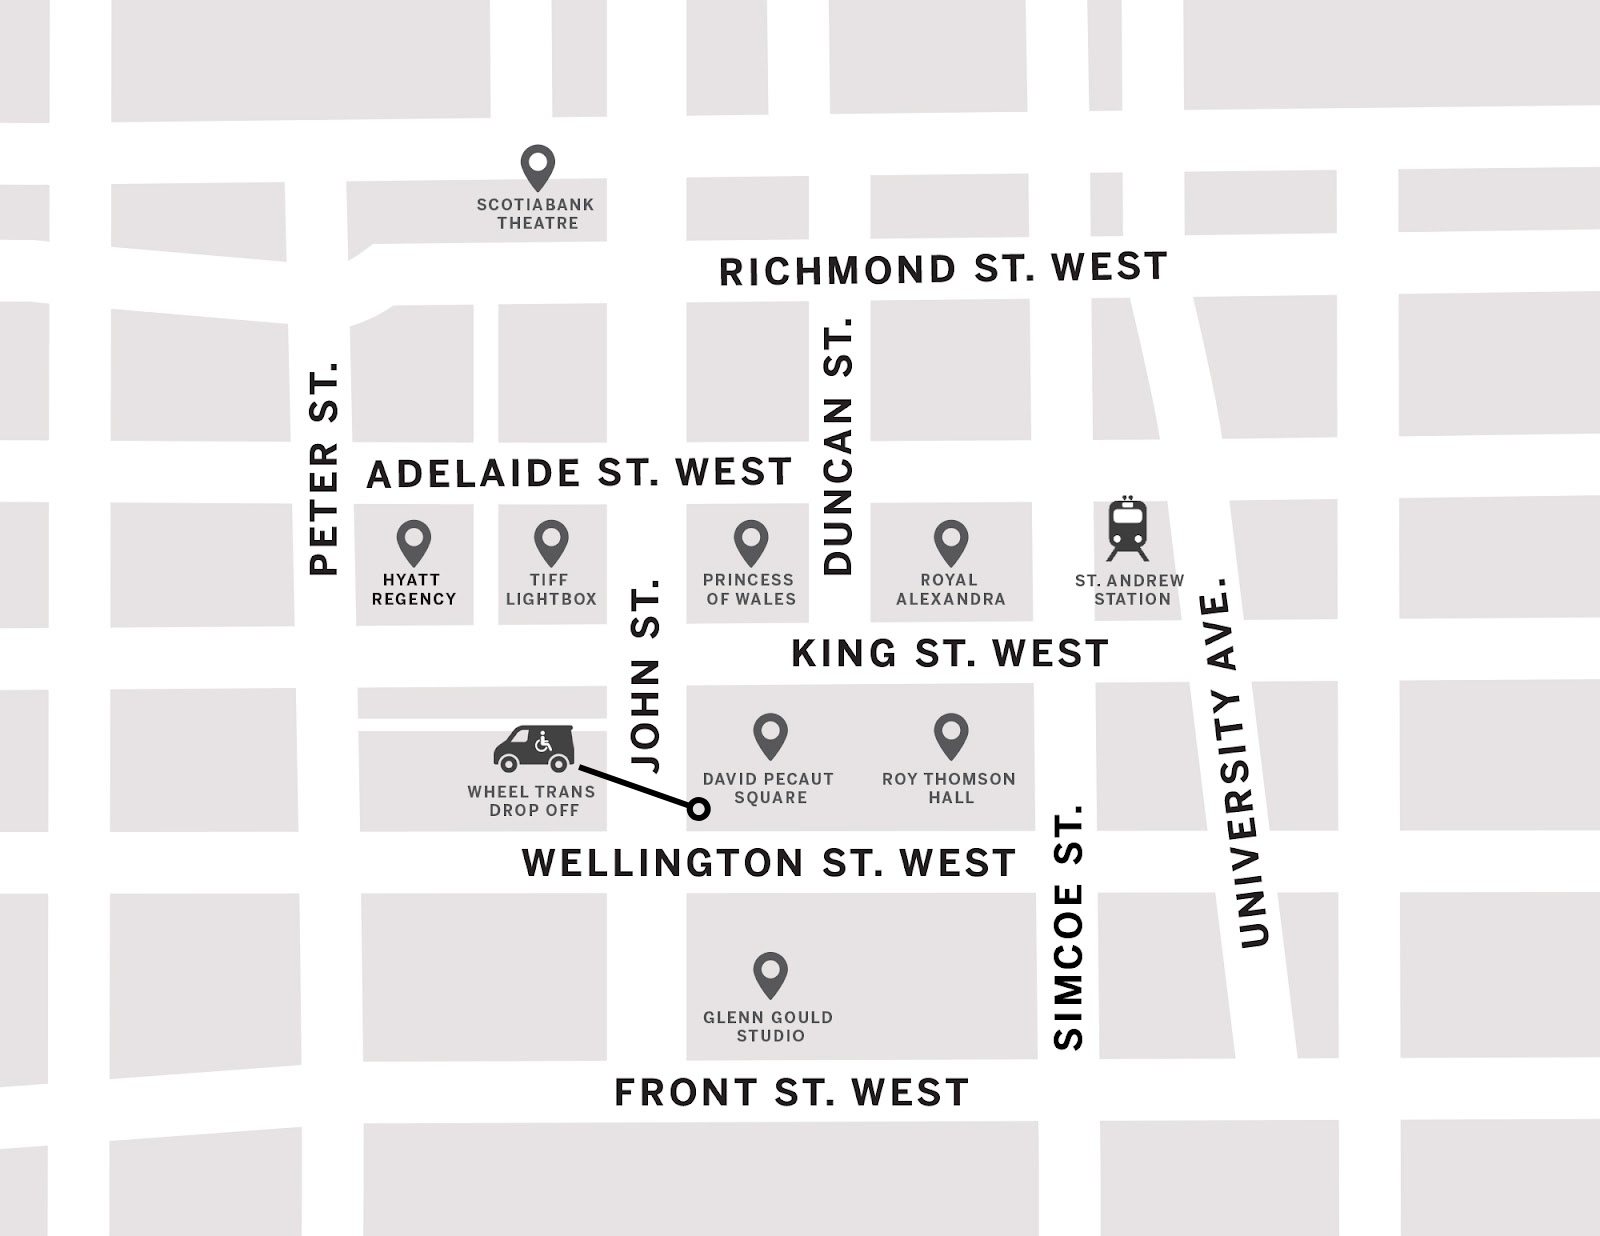 SCOTIABANK
THEATRE
RICHMOND ST. WEST
DUNCAN ST.
PETER ST.
ADELAIDE ST. WEST
HYATT
REGENCY
TIFF
LIGHTBOX
PRINCESS
OF WALES
ROYAL
ALEXANDRA
ST. ANDREW
STATION
JOHN ST.
KING ST. WEST
UNIVERSITY AVE.
WHEEL TRANS
DROP OFF
DAVID PECAUT
SQUARE
ROY THOMSON
HALL
WELLINGTON ST. WEST
SIMCOE ST.
GLENN GOULD
STUDIO
FRONT ST. WEST